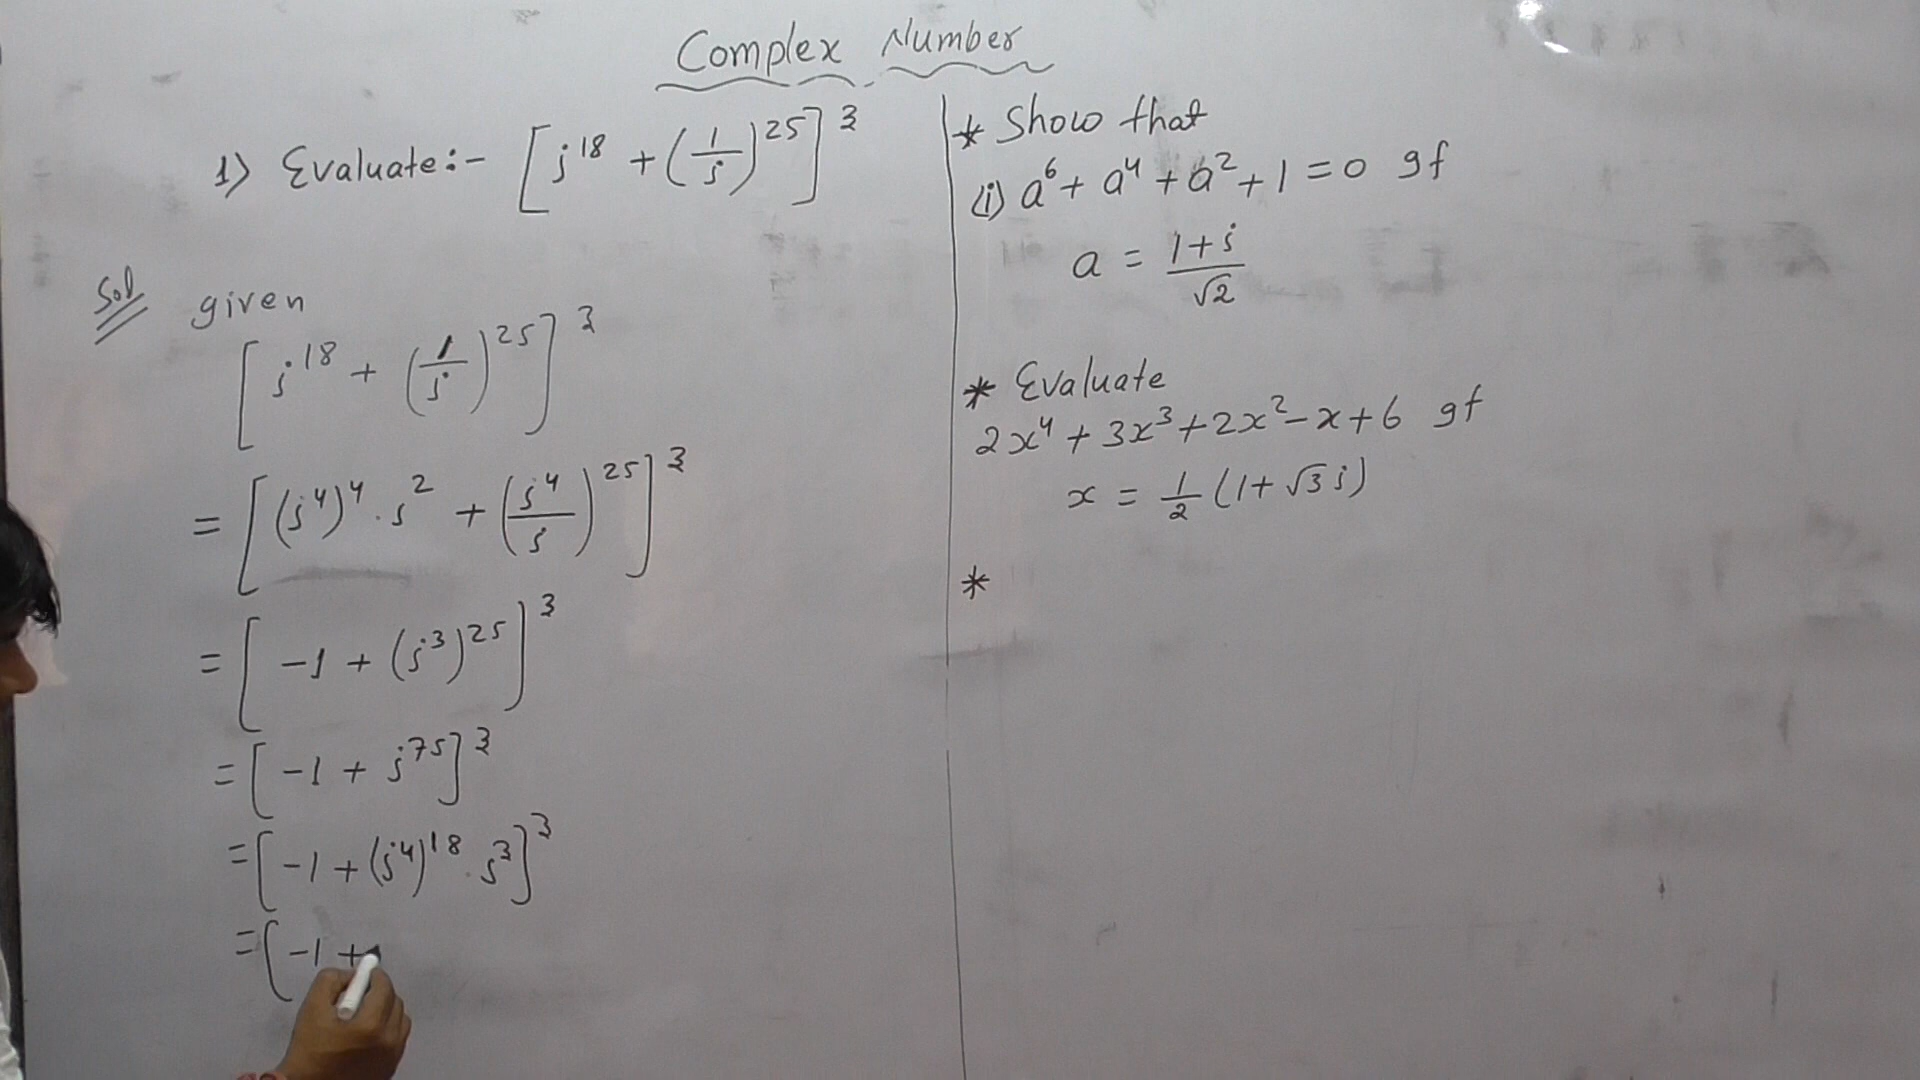 Complex Number
1) Evaluate:- [i^18 + (1/i)^25]^3
Sol given
[i^18 + (1/i)^25]^3
= [(i^4)^4 . i^2 + (i^4/i)^25]^3
= [-1 + (i^3)^25]^3
= [-1 + i^75]^3
= [-1 + (i^4)^18 . i^3]^3
= (-1 +
* Show that
(i) a^6 + a^4 + a^2 + 1 = 0 If
a = (1+i)/√2
* Evaluate
2x^4 + 3x^3 + 2x^2 - x + 6 If
x = 1/2 (1 + √3 i)
*